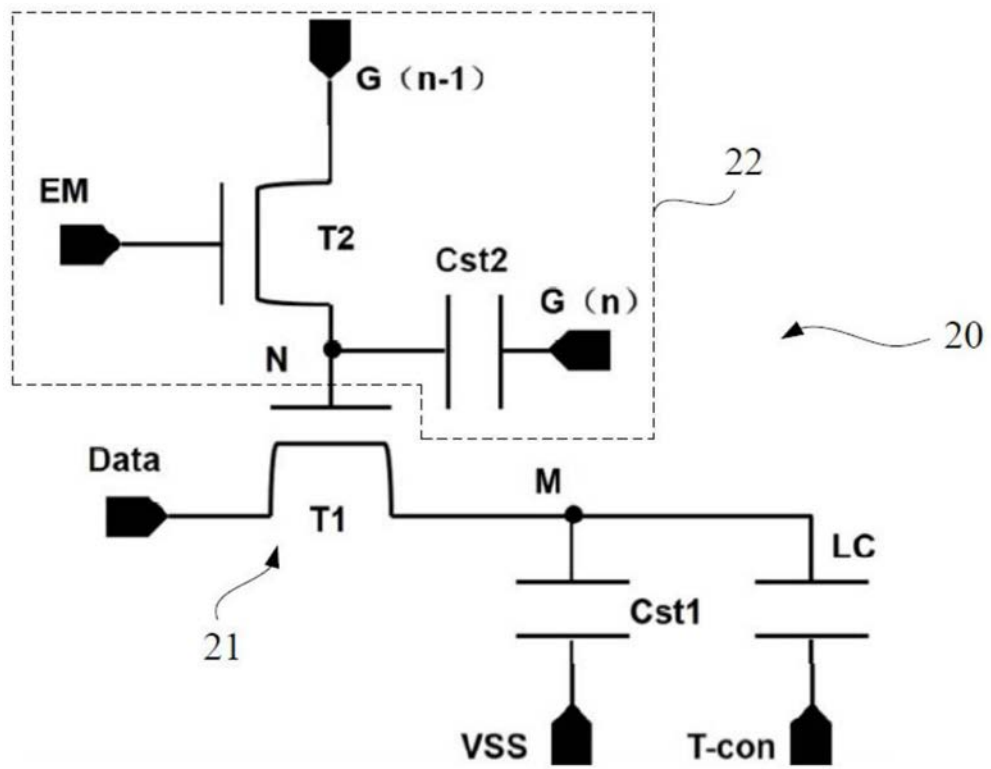 G（n-1）
22
EM
T2
Cst2
G（n）
20
N
Data
M
T1
LC
21
Cst1
VSS
T-con